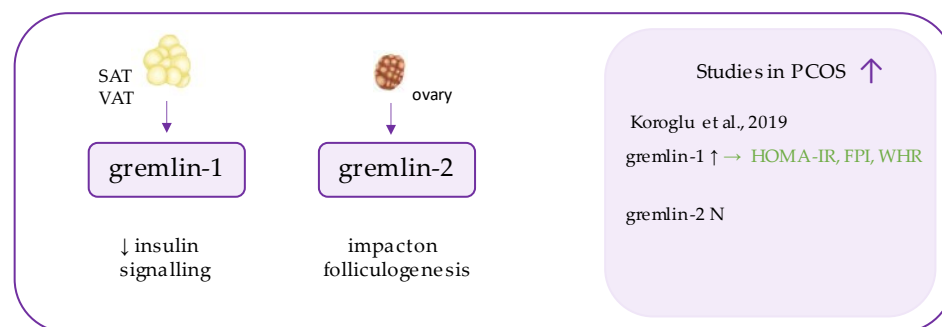 SAT
VAT
gremlin-1
↓ insulin
signalling
ovary
gremlin-2
impacton
folliculogenesis
Studies in PCOS ↑
Koroglu et al., 2019
gremlin-1 ↑ → HOMA-IR, FPI, WHR
gremlin-2 N